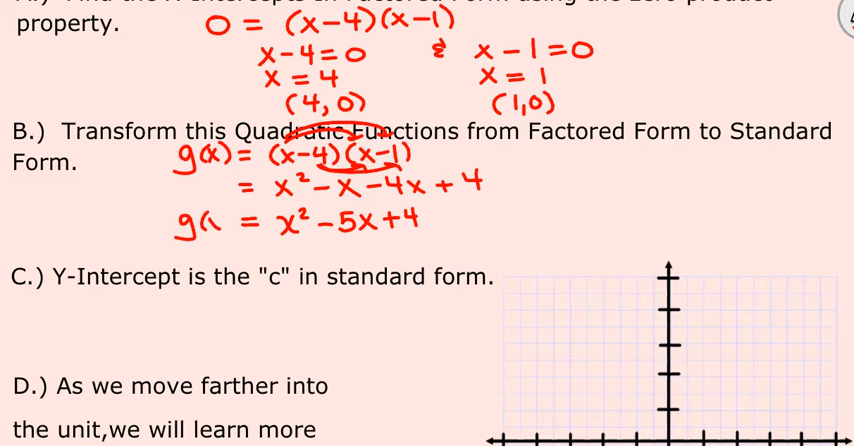 property.
0 = (x-4)(x-1)
x-4=0 & x-1=0
x=4 x=1
(4,0) (1,0)
B.) Transform this Quadratic Functions from Factored Form to Standard
Form.
g(x)= (x-4)(x-1)
= x²-x-4x+4
g( = x²-5x+4
C.) Y-Intercept is the "c" in standard form.
D.) As we move farther into
the unit,we will learn more